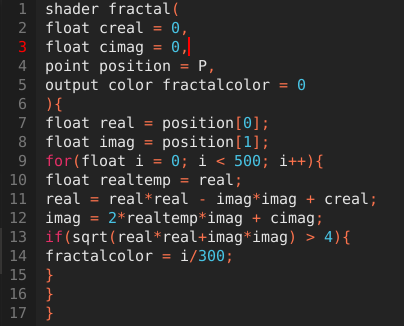 1 shader fractal(
2 float creal = 0,
3 float cimag = 0,
4 point position = P,
5 output color fractalcolor = 0
6 ){
7 float real = position[0];
8 float imag = position[1];
9 for(float i = 0; i < 500; i++){
10 float realtemp = real;
11 real = real*real - imag*imag + creal;
12 imag = 2*realtemp*imag + cimag;
13 if(sqrt(real*real+imag*imag) > 4){
14 fractalcolor = i/300;
15 }
16 }
17 }